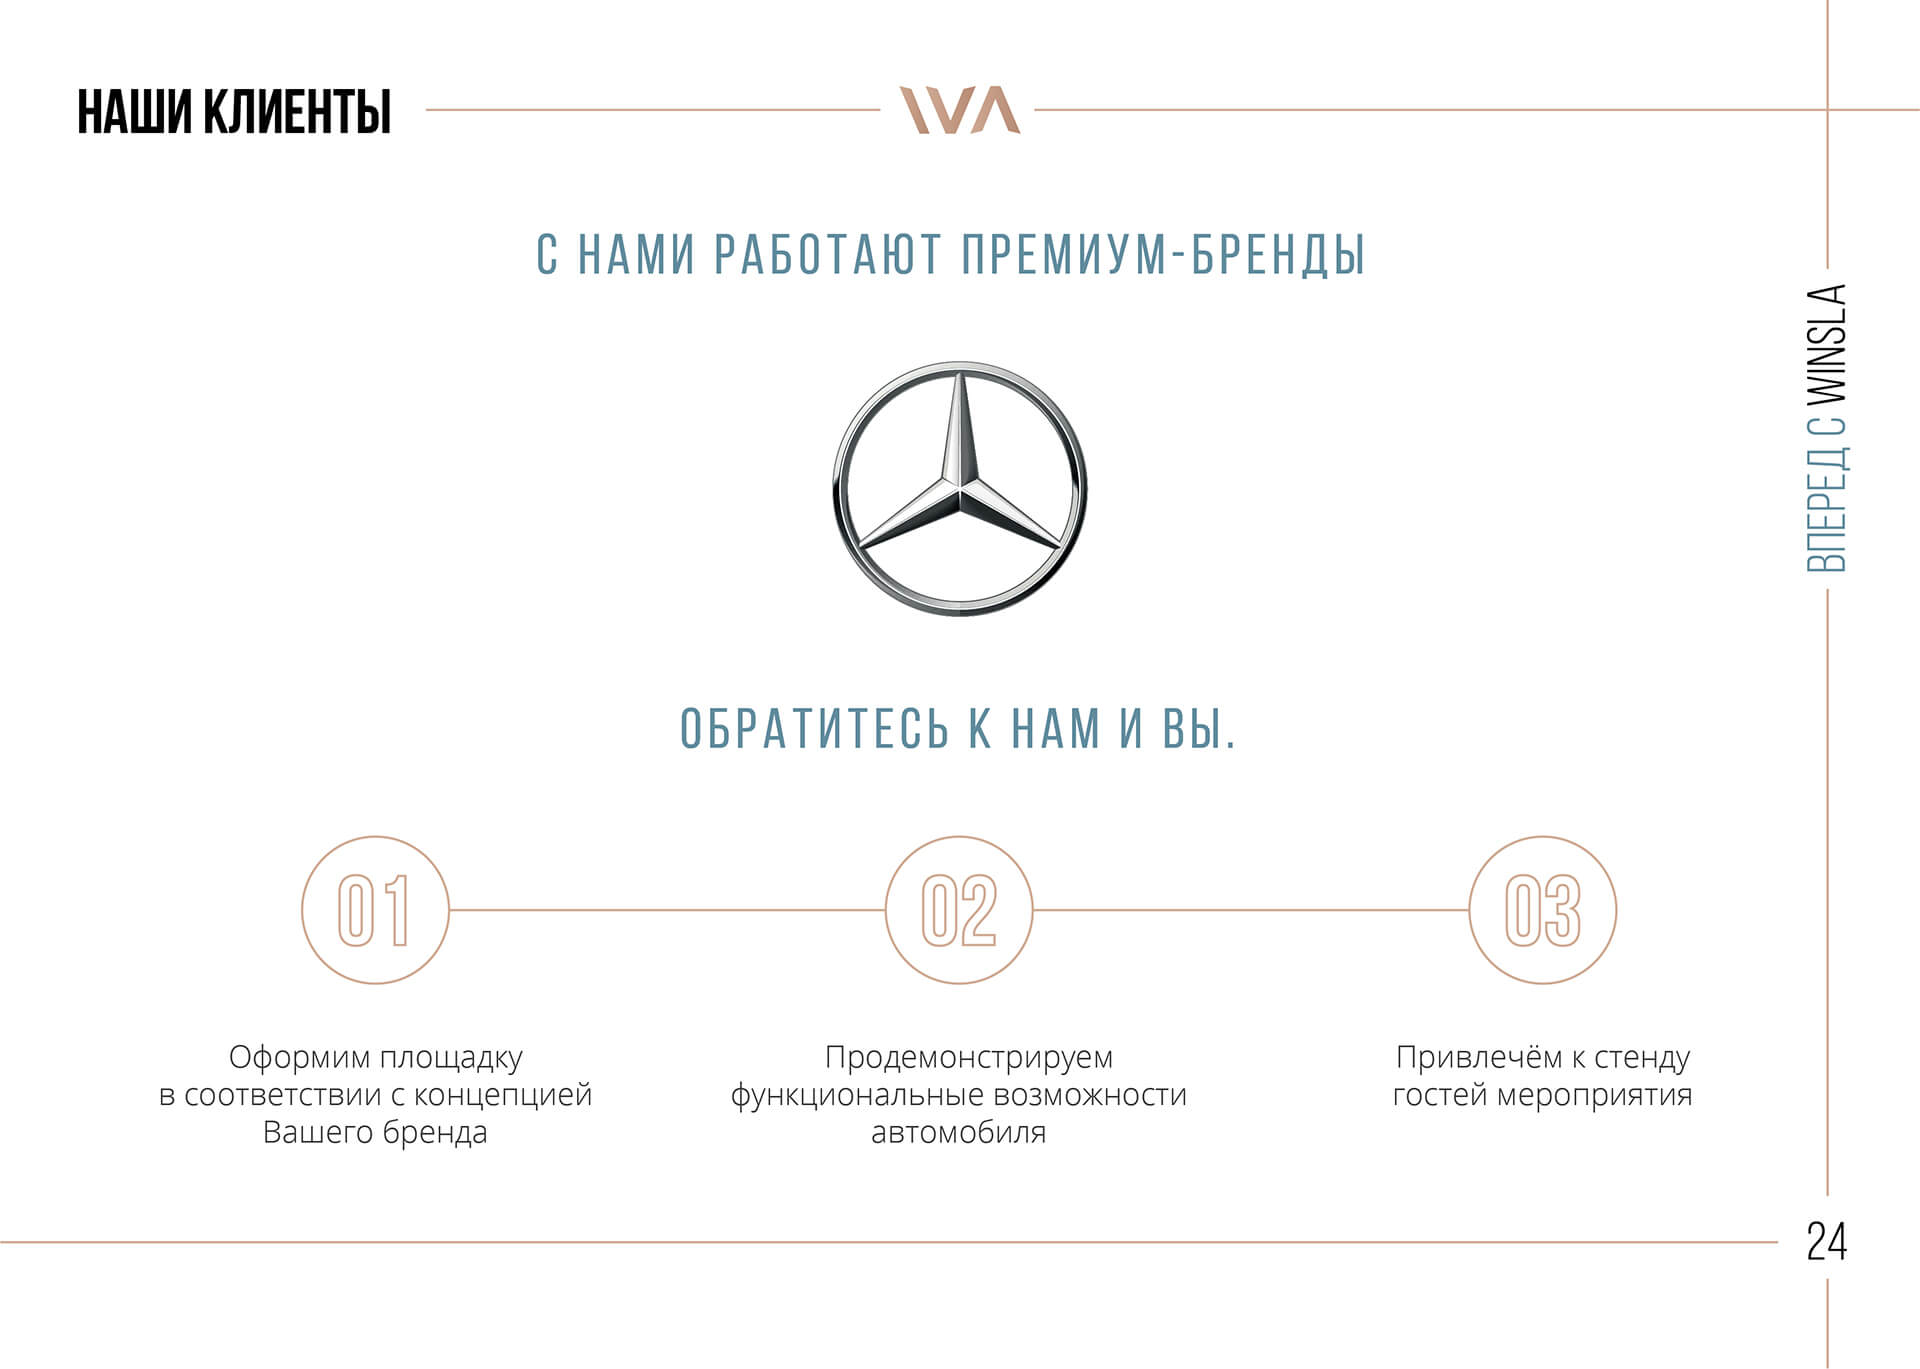 НАШИ КЛИЕНТЫ
WA
С НАМИ РАБОТАЮТ ПРЕМИУМ-БРЕНДЫ
ВПЕРЕД С WINSLA
ОБРАТИТЕСЬ К НАМ И ВЫ.
01
02
03
Оформим площадку
в соответствии с концепцией
Вашего бренда
Продемонстрируем
функциональные возможности
автомобиля
Привлечём к стенду
гостей мероприятия
24